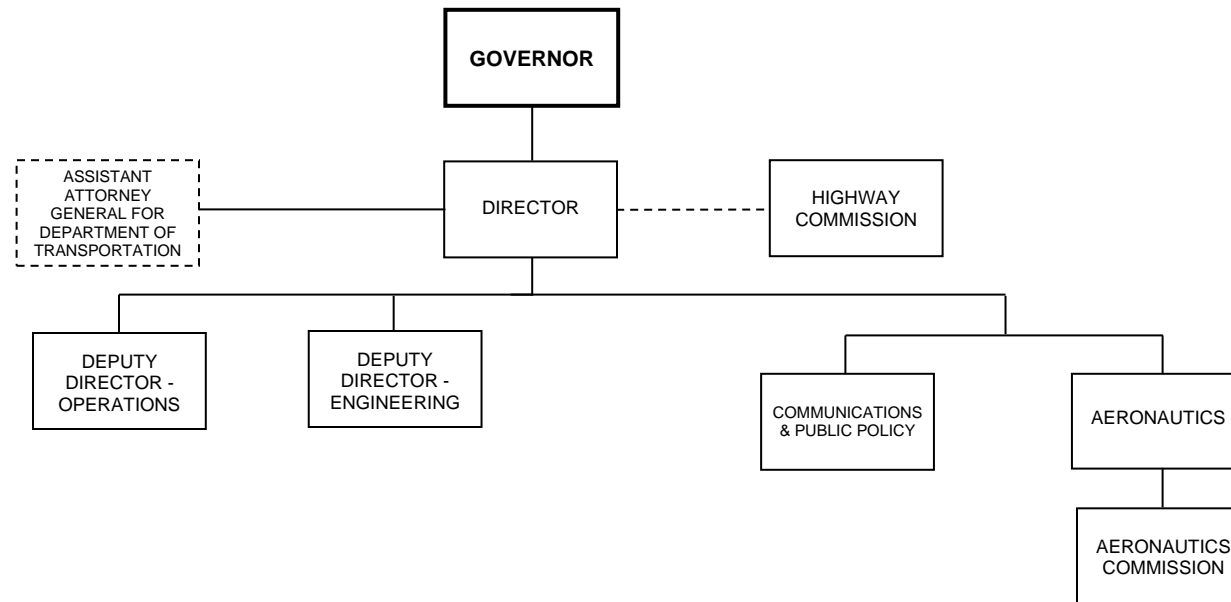 GOVERNOR
ASSISTANT
ATTORNEY
GENERAL FOR
DEPARTMENT OF
TRANSPORTATION
DIRECTOR
HIGHWAY
COMMISSION
DEPUTY
DIRECTOR -
OPERATIONS
DEPUTY
DIRECTOR -
ENGINEERING
COMMUNICATIONS
& PUBLIC POLICY
AERONAUTICS
AERONAUTICS
COMMISSION